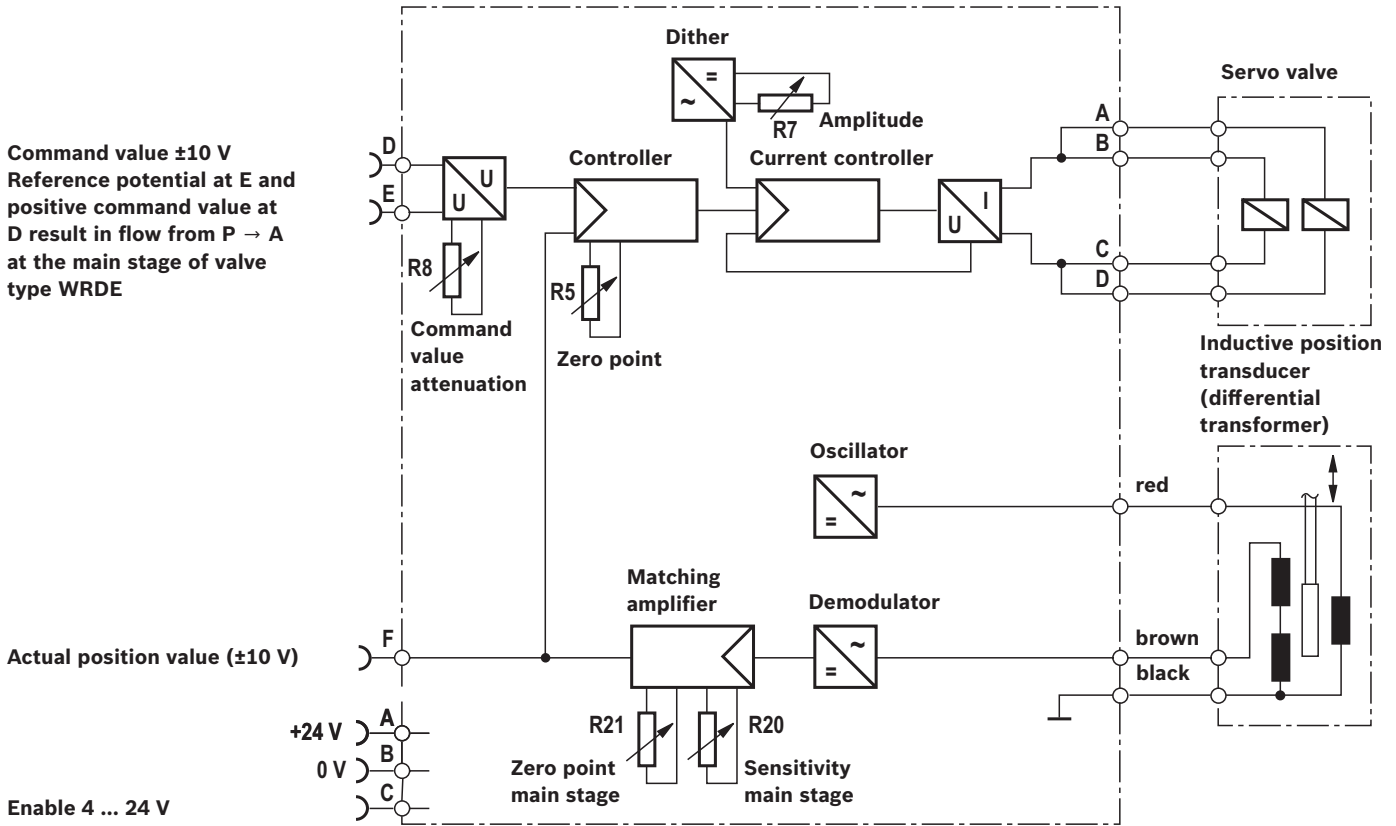 Dither
=
~
R7
Amplitude
Servo valve
Command value ±10 V
Reference potential at E and
positive command value at
D result in flow from P → A
at the main stage of valve
type WRDE
D
E
U
U
R8
Command
value
attenuation
Controller
R5
Zero point
Current controller
I
U
A
B
C
D
Inductive position
transducer
(differential
transformer)
Oscillator
~
=
red
Matching
amplifier
Demodulator
~
=
brown
black
Actual position value (±10 V)
F
R21
R20
Zero point
main stage
Sensitivity
main stage
+24 V
A
0 V
B
Enable 4 ... 24 V
C